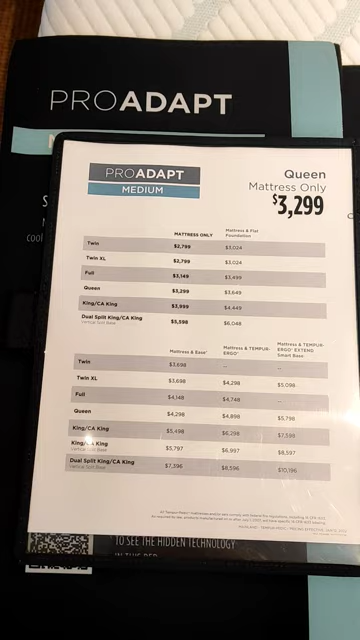 PROADAPT
PROADAPT
MEDIUM
Queen
Mattress Only
$3,299
MATTRESS ONLY Mattress & Flat Foundation
Twin $2,799 $3,024
Twin XL $2,799 $3,024
Full $3,149 $3,499
Queen $3,299 $3,649
King/CA King $3,999 $4,449
Dual Split King/CA King $5,598 $6,048
Vertical Split Base
Mattress & Ease® Mattress & TEMPUR-ERGO® Mattress & TEMPUR-ERGO® EXTEND Smart Base
Twin $3,698 — —
Twin XL $3,698 $4,298 $5,098
Full $4,148 $4,748 —
Queen $4,298 $4,898 $5,798
King/CA King $5,498 $6,298 $7,598
King/CA King $5,797 $6,997 $8,597
Vertical Split Base
Dual Split King/CA King $7,396 $8,596 $10,196
Vertical Split Base
TO SEE THE HIDDEN TECHNOLOGY
IN THIS BED